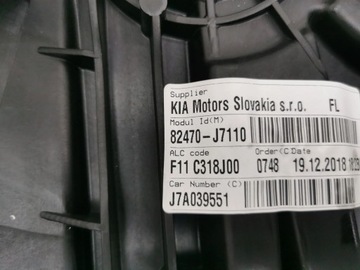 Supplier
KIA Motors Slovakia s.r.o. FL
Modul Id(M)
82470-J7110
ALC code Order(C.Date
F11 C318J00 0748 19.12.2018
Car Number (C)
J7A039551